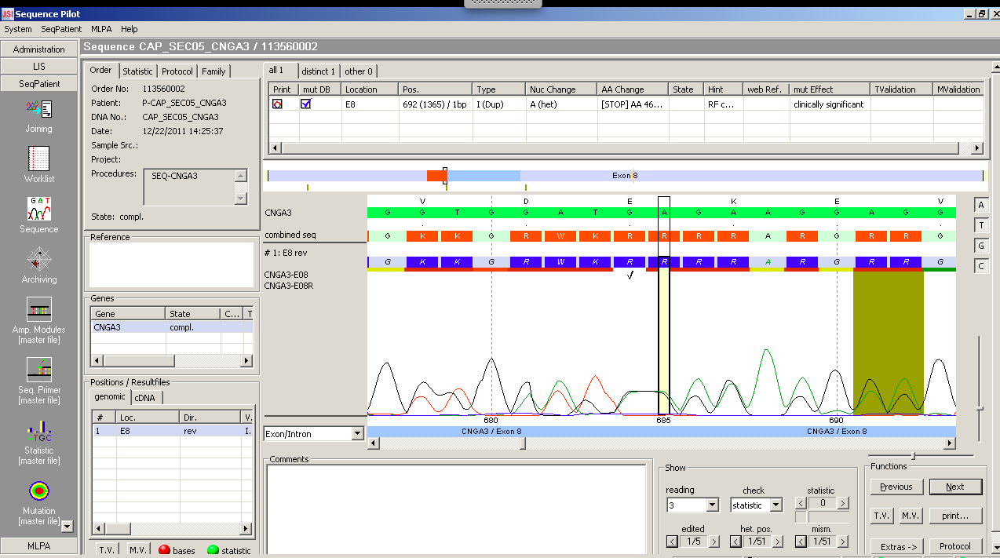 JSI Sequence Pilot
System SeqPatient MLPA Help
Administration
LIS
SeqPatient
Joining
Worklist
G A T
Sequence
Archiving
Amp. Modules
[master file]
Seq. Primer
[master file]
ATGC
Statistic
[master file]
Mutation
[master file]
MLPA
Sequence CAP_SEC05_CNGA3 / 113560002
Order Statistic Protocol Family
Order No: 113560002
Patient: P-CAP_SEC05_CNGA3
DNA No.: CAP_SEC05_CNGA3
Date: 12/22/2011 14:25:37
Sample Src.:
Project:
Procedures: SEQ-CNGA3
State: compl.
Reference
Genes
Gene State C... T
CNGA3 compl.
Positions / Resultfiles
genomic cDNA
# Loc. Dir. V.
1 E8 rev I.
T.V. M.V. bases statistic
all 1 distinct 1 other 0
Print mut DB Location Pos. Type Nuc Change AA Change State Hint web Ref. mut Effect TValidation MValidation
E8 692 (1365) / 1bp I (Dup) A (het) [STOP] AA 46... RF c... clinically significant
Exon 8
V D E K E V
CNGA3 G G T G G A T G A G A A G G A G G
combined seq G K K G R W K R R R R A R G R R G
# 1: E8 rev G K K G R W K R R R R A R G R R G
CNGA3-E08
CNGA3-E08R
680 685 690
Exon/Intron CNGA3 / Exon 8 CNGA3 / Exon 8
A
T
G
C
Comments
Show
reading check statistic
3 statistic < 0 >
edited het. pos. mism.
< 1/5 > < 1/51 > < 1/51 >
Functions
Previous Next
T.V. M.V. print...
Extras -> Protocol